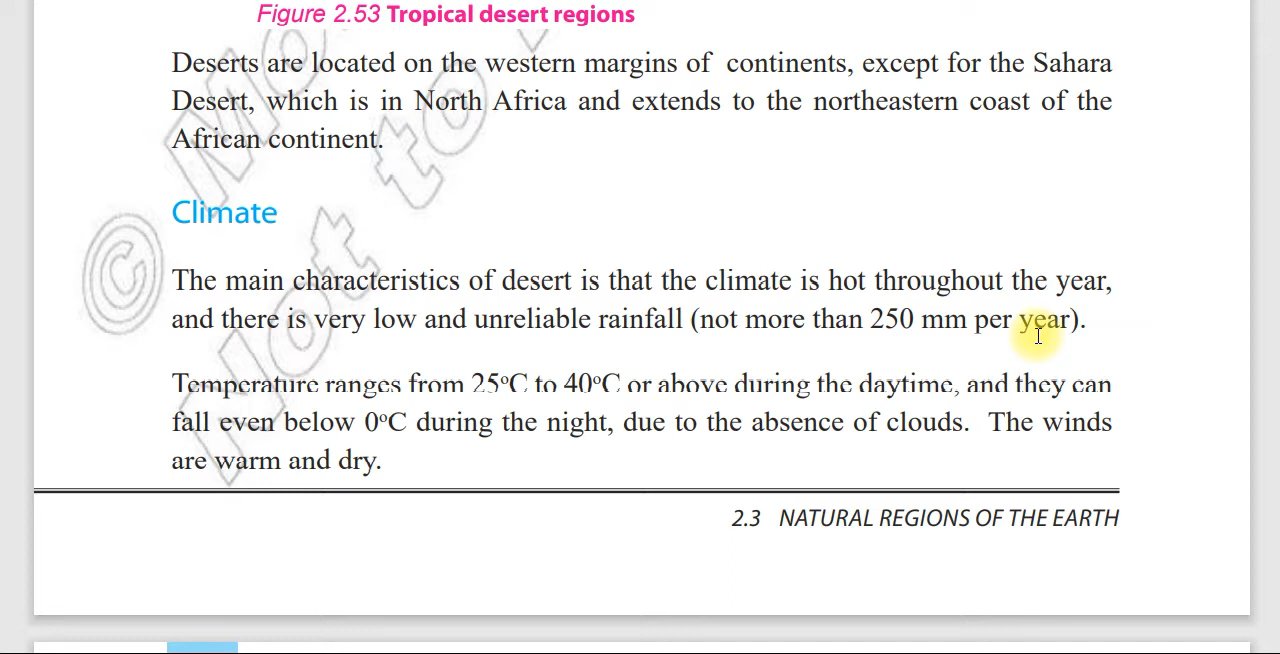 Figure 2.53 Tropical desert regions
Deserts are located on the western margins of continents, except for the Sahara
Desert, which is in North Africa and extends to the northeastern coast of the
African continent.
Climate
The main characteristics of desert is that the climate is hot throughout the year,
and there is very low and unreliable rainfall (not more than 250 mm per year).
Temperature ranges from 25°C to 40°C or above during the daytime, and they can
fall even below 0°C during the night, due to the absence of clouds. The winds
are warm and dry.
2.3 NATURAL REGIONS OF THE EARTH
© Mo
Not to